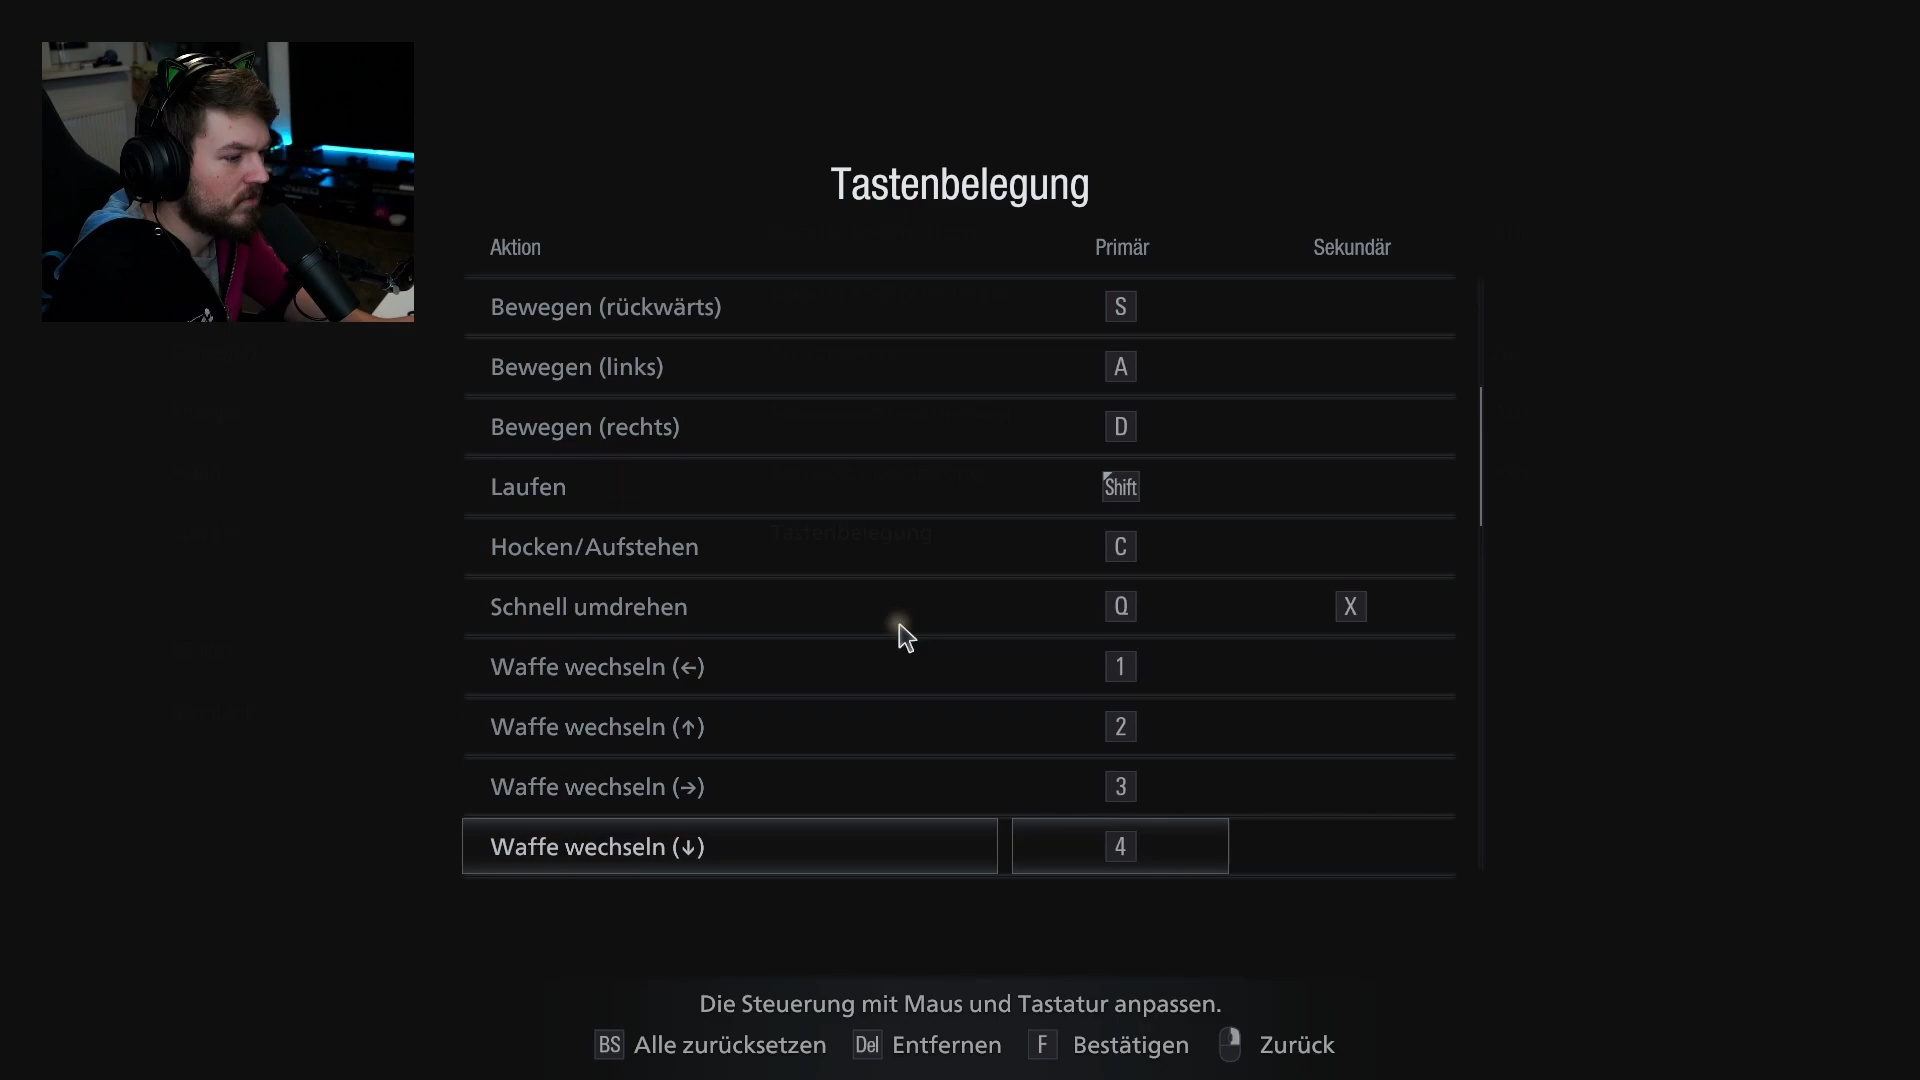 Tastenbelegung
Aktion Primär Sekundär
Bewegen (rückwärts) S
Bewegen (links) A
Bewegen (rechts) D
Laufen Shift
Hocken/Aufstehen C
Tastenbelegung
Schnell umdrehen Q X
Waffe wechseln (←) 1
Waffe wechseln (↑) 2
Waffe wechseln (→) 3
Waffe wechseln (↓) 4
Die Steuerung mit Maus und Tastatur anpassen.
BS Alle zurücksetzen Del Entfernen F Bestätigen Zurück